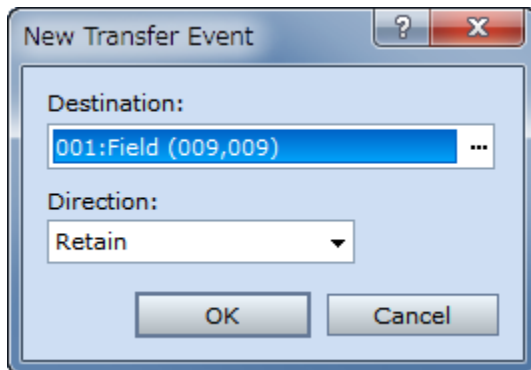 New Transfer Event
Destination:
001:Field (009,009)
...
Direction:
Retain
OK Cancel